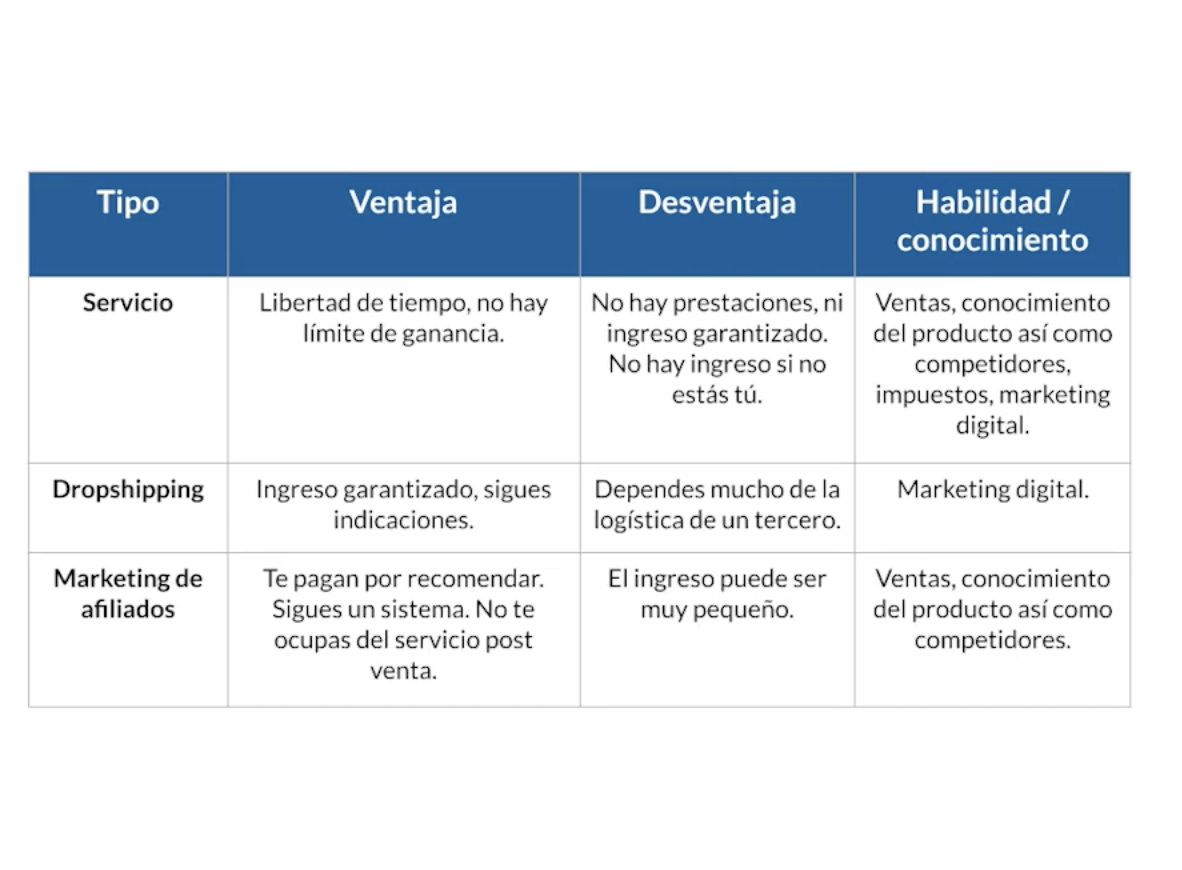 Tipo
Ventaja
Desventaja
Habilidad /
conocimiento
Servicio
Libertad de tiempo, no hay
límite de ganancia.
No hay prestaciones, ni
ingreso garantizado.
No hay ingreso si no
estás tú.
Ventas, conocimiento
del producto así como
competidores,
impuestos, marketing
digital.
Dropshipping
Ingreso garantizado, sigues
indicaciones.
Dependes mucho de la
logística de un tercero.
Marketing digital.
Marketing de
afiliados
Te pagan por recomendar.
Sigues un sistema. No te
ocupas del servicio post
venta.
El ingreso puede ser
muy pequeño.
Ventas, conocimiento
del producto así como
competidores.